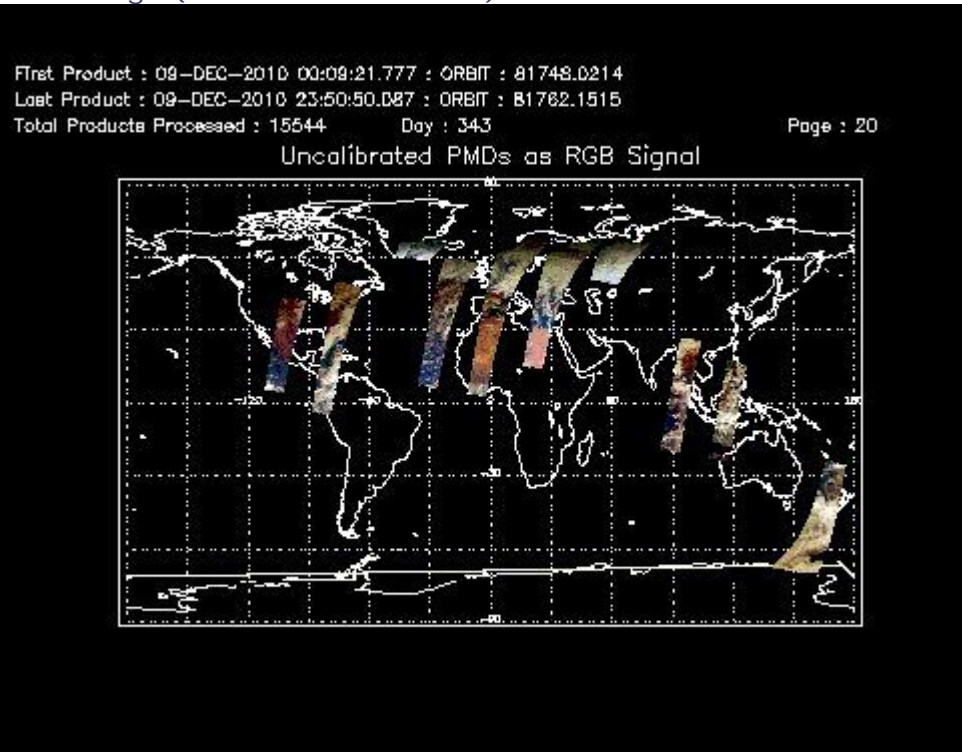 First Product : 09-DEC-2010 00:09:21.777 : ORBIT : 81748.0214
Last Product : 09-DEC-2010 23:50:50.087 : ORBIT : 81762.1515
Total Products Processed : 15544 Day : 343 Page : 20
Uncalibrated PMDs as RGB Signal